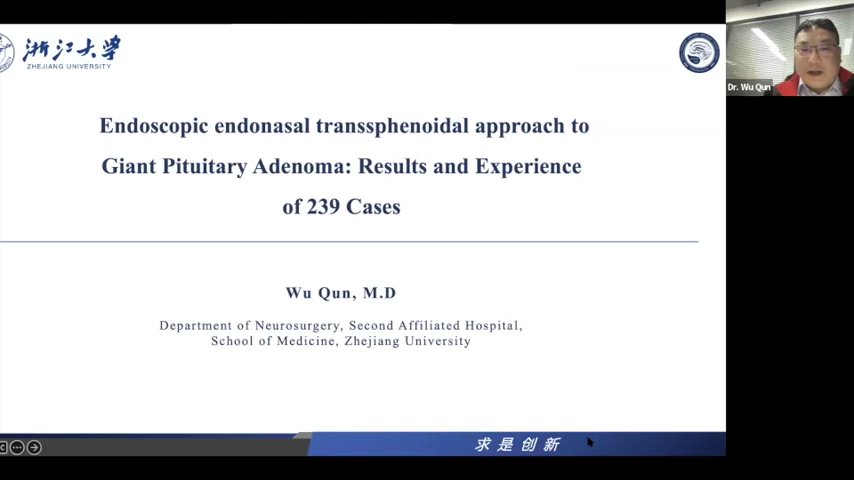 浙江大学
ZHEJIANG UNIVERSITY
Dr. Wu Qun
Endoscopic endonasal transsphenoidal approach to
Giant Pituitary Adenoma: Results and Experience
of 239 Cases
Wu Qun, M.D
Department of Neurosurgery, Second Affiliated Hospital,
School of Medicine, Zhejiang University
求是创新